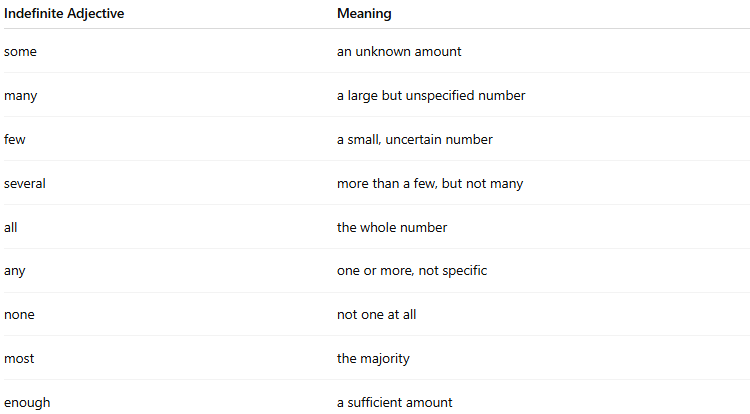 Indefinite Adjective Meaning
some an unknown amount
many a large but unspecified number
few a small, uncertain number
several more than a few, but not many
all the whole number
any one or more, not specific
none not one at all
most the majority
enough a sufficient amount